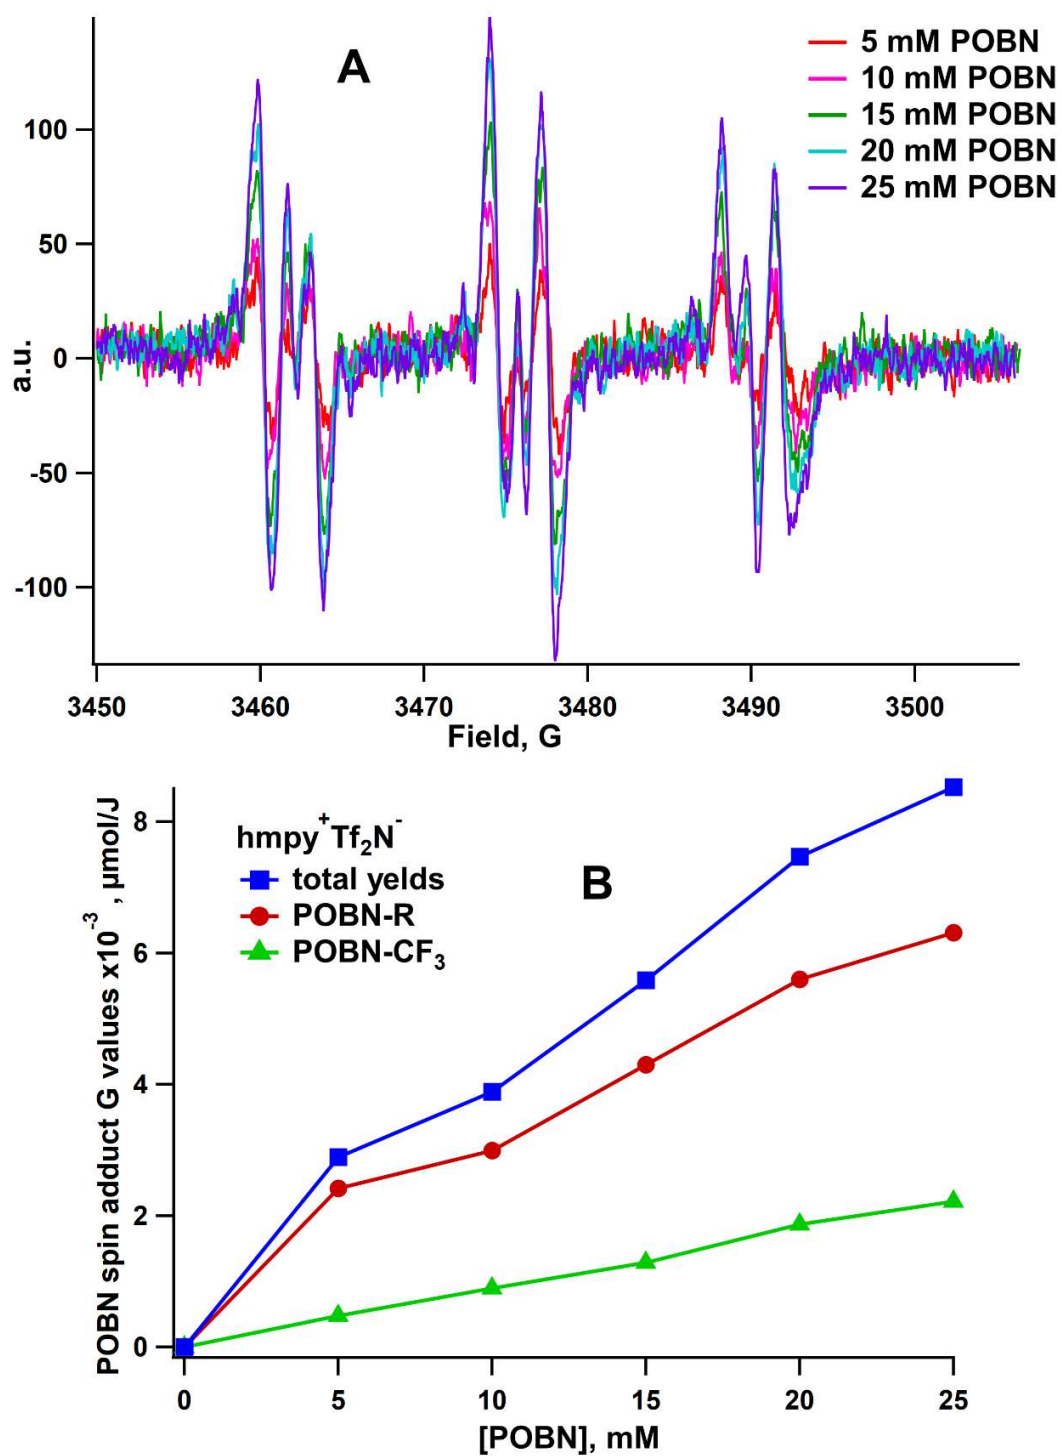 A
5 mM POBN
10 mM POBN
15 mM POBN
20 mM POBN
25 mM POBN
100
50
0
-50
-100
a.u.
3450 3460 3470 3480 3490 3500
Field, G
B
hmpy⁺Tf₂N⁻
total yelds
POBN-R
POBN-CF₃
8
6
4
2
0
POBN spin adduct G values x10⁻³ , µmol/J
0 5 10 15 20 25
[POBN], mM